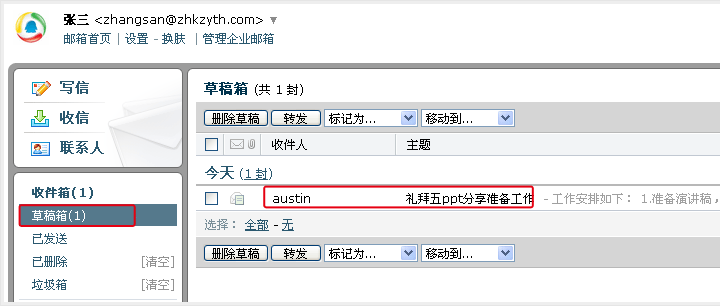 张三 <zhangsan@zhkzyth.com> ▼
邮箱首页 | 设置 - 换肤 | 管理企业邮箱
写信
收信
联系人
收件箱(1)
草稿箱(1)
已发送
已删除 [清空]
垃圾箱 [清空]
草稿箱 (共 1 封)
删除草稿 转发 标记为... 移动到...
收件人 主题
今天 (1 封)
austin 礼拜五ppt分享准备工作 - 工作安排如下： 1.准备演讲稿，
选择： 全部 - 无
删除草稿 转发 标记为... 移动到...